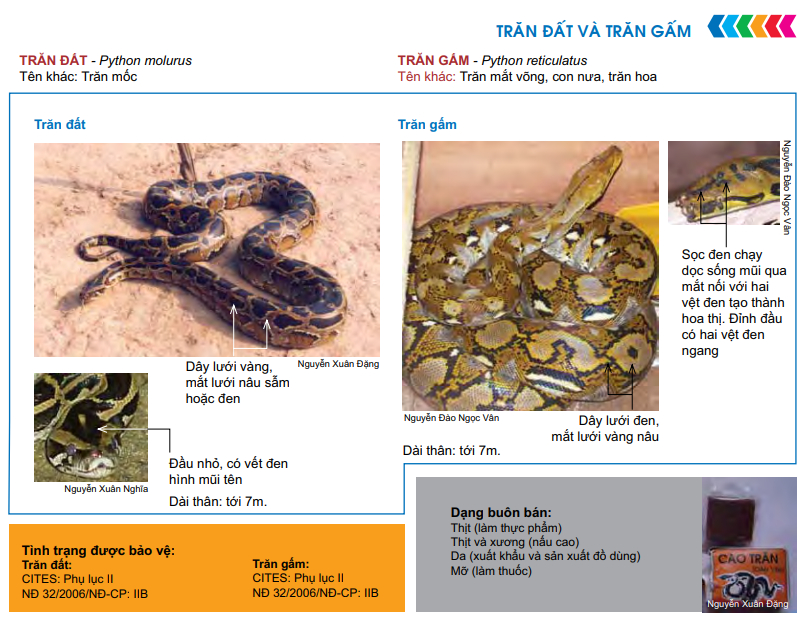 TRĂN ĐẤT VÀ TRĂN GẤM
TRĂN ĐẤT - Python molurus
Tên khác: Trăn mốc
TRĂN GẤM - Python reticulatus
Tên khác: Trăn mắt võng, con nưa, trăn hoa
Trăn đất
Dây lưới vàng,
mắt lưới nâu sẫm
hoặc đen
Nguyễn Xuân Đặng
Đầu nhỏ, có vết đen
hình mũi tên
Nguyễn Xuân Nghĩa
Dài thân: tới 7m.
Trăn gấm
Nguyễn Đào Ngọc Vân
Sọc đen chạy
dọc sống mũi qua
mắt nối với hai
vệt đen tạo thành
hoa thị. Đỉnh đầu
có hai vệt đen
ngang
Nguyễn Đào Ngọc Vân
Dây lưới đen,
mắt lưới vàng nâu
Dài thân: tới 7m.
Tình trạng được bảo vệ:
Trăn đất:
CITES: Phụ lục II
NĐ 32/2006/NĐ-CP: IIB
Trăn gấm:
CITES: Phụ lục II
NĐ 32/2006/NĐ-CP: IIB
Dạng buôn bán:
Thịt (làm thực phẩm)
Thịt và xương (nấu cao)
Da (xuất khẩu và sản xuất đồ dùng)
Mỡ (làm thuốc)
CAO TRĂN
Nguyễn Xuân Đặng